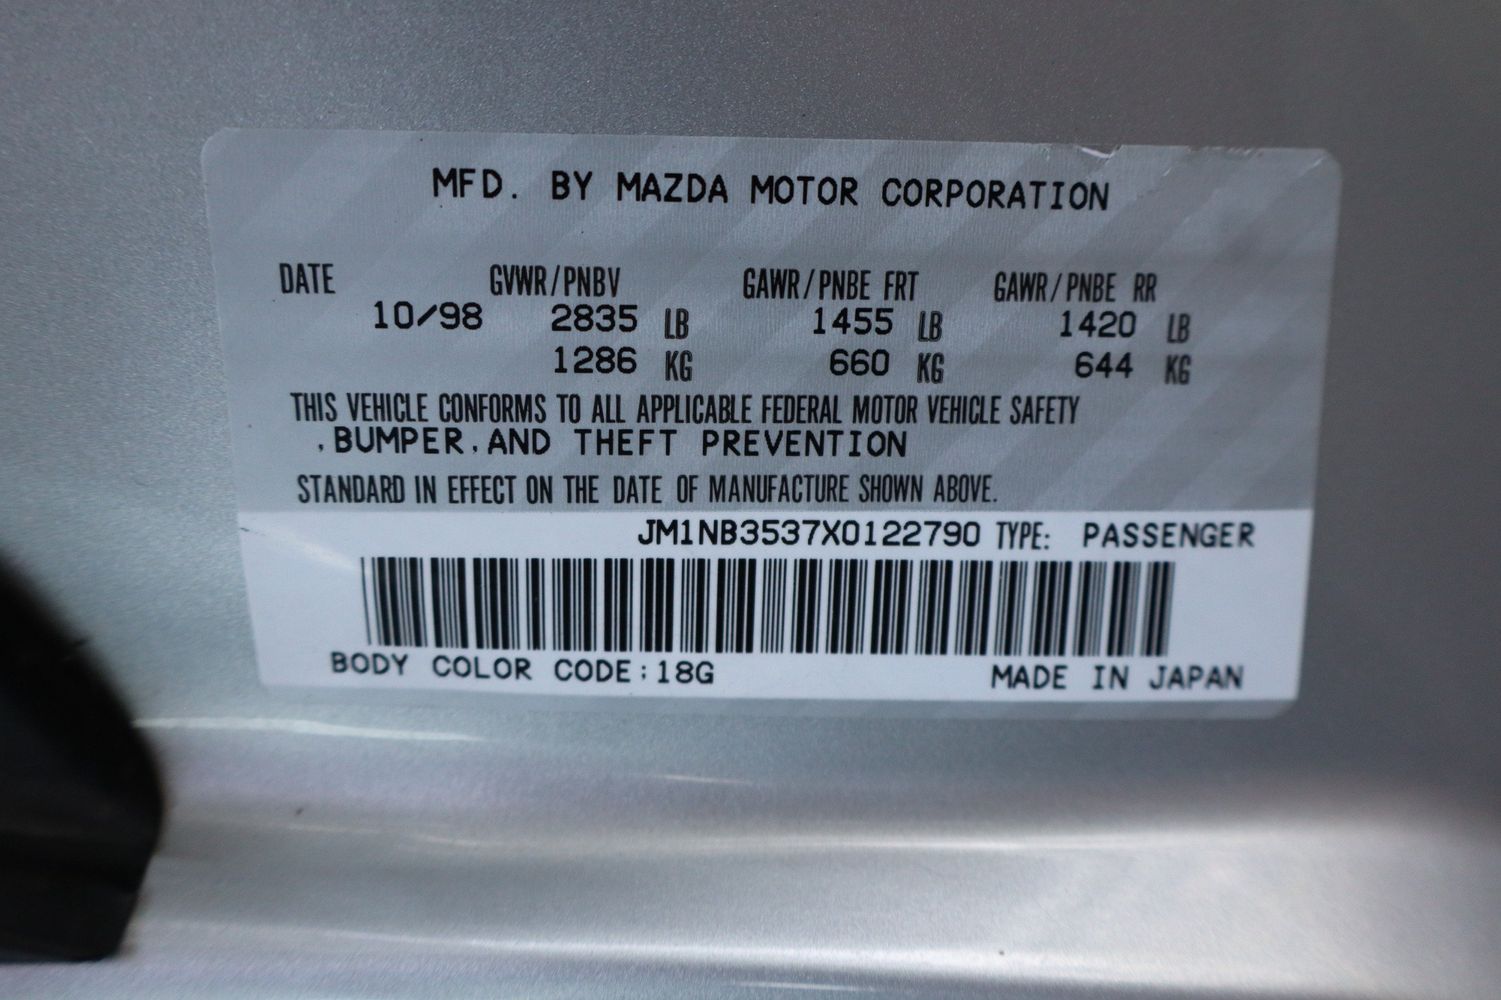 MFD. BY MAZDA MOTOR CORPORATION
DATE GVWR/PNBV GAWR/PNBE FRT GAWR/PNBE RR
10/98 2835 LB 1455 LB 1420 LB
1286 KG 660 KG 644 KG
THIS VEHICLE CONFORMS TO ALL APPLICABLE FEDERAL MOTOR VEHICLE SAFETY
,BUMPER,AND THEFT PREVENTION
STANDARD IN EFFECT ON THE DATE OF MANUFACTURE SHOWN ABOVE.
JM1NB3537X0122790 TYPE: PASSENGER
BODY COLOR CODE:18G MADE IN JAPAN